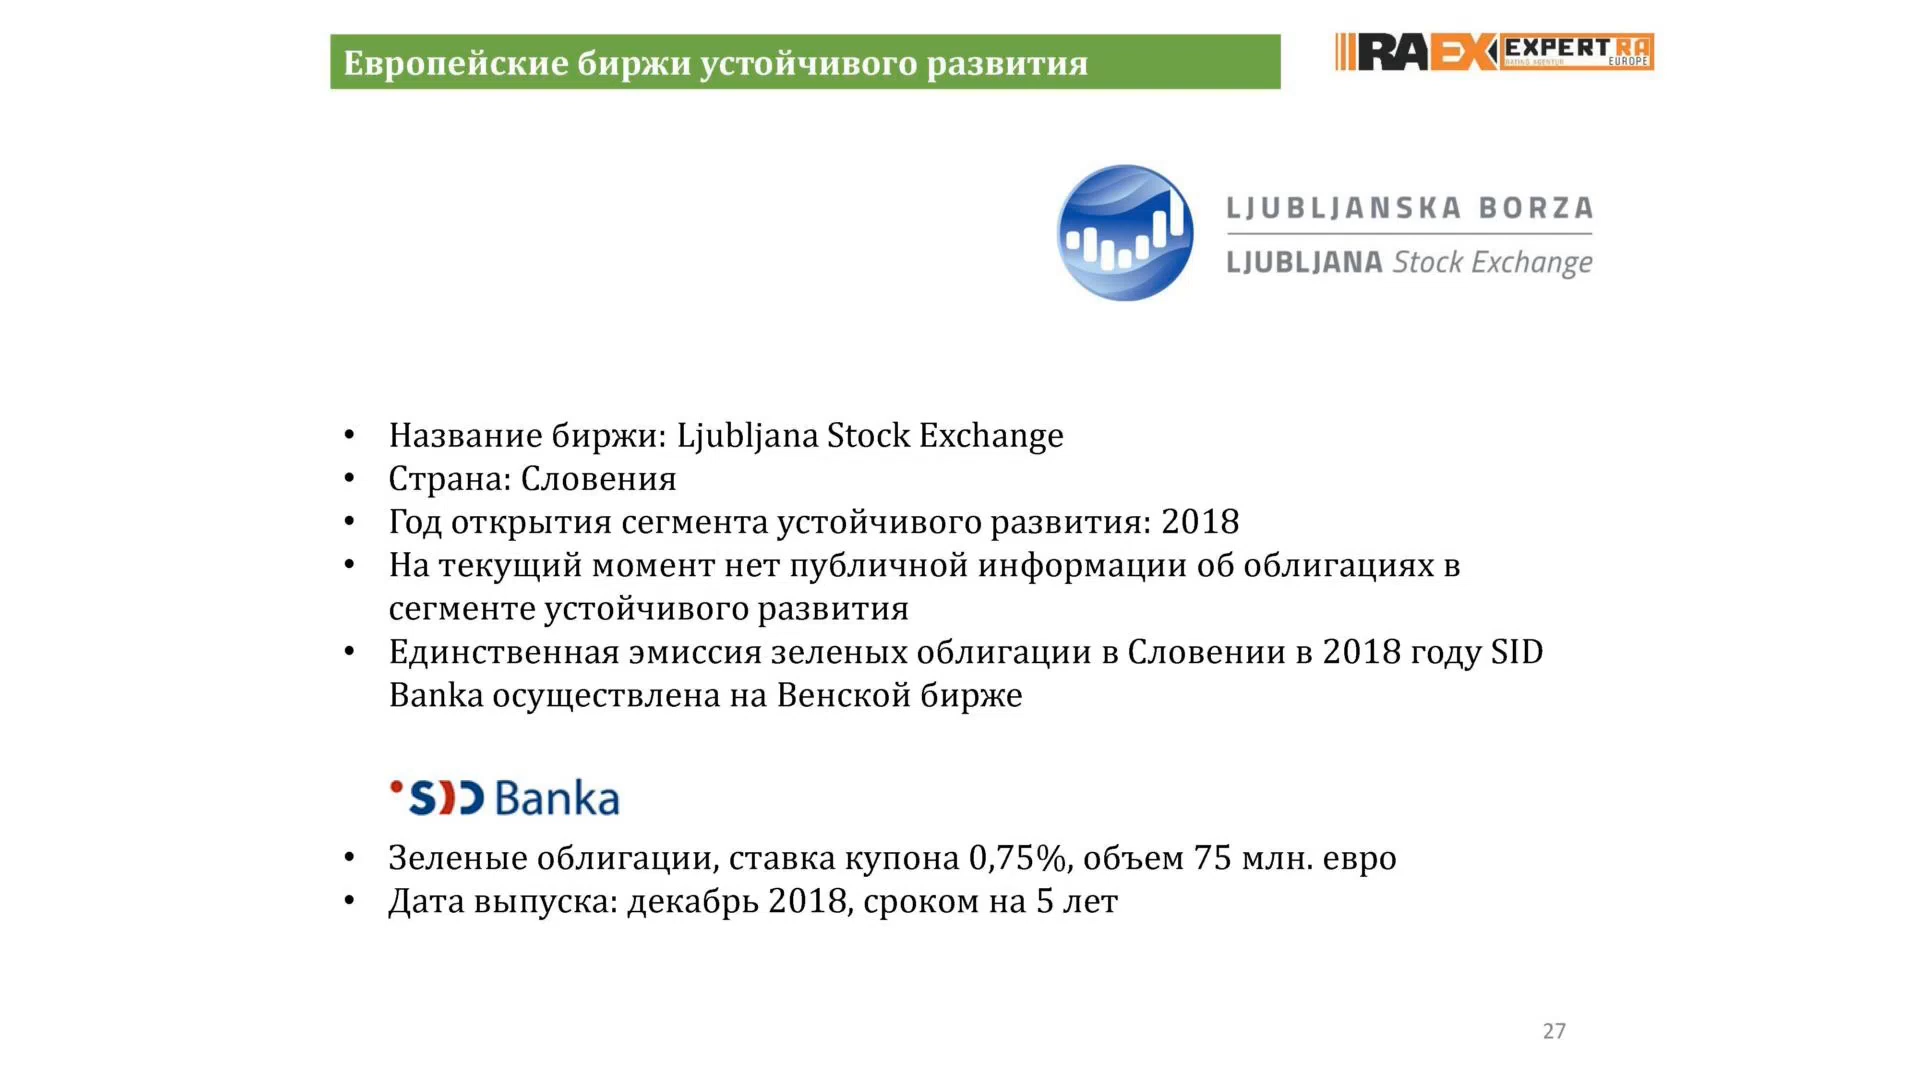 Европейские биржи устойчивого развития
RAEX EXPERT RA
RATING AGENTUR EUROPE
LJUBLJANSKA BORZA
LJUBLJANA Stock Exchange
• Название биржи: Ljubljana Stock Exchange
• Страна: Словения
• Год открытия сегмента устойчивого развития: 2018
• На текущий момент нет публичной информации об облигациях в
сегменте устойчивого развития
• Единственная эмиссия зеленых облигации в Словении в 2018 году SID
Banka осуществлена на Венской бирже
SID Banka
• Зеленые облигации, ставка купона 0,75%, объем 75 млн. евро
• Дата выпуска: декабрь 2018, сроком на 5 лет
27